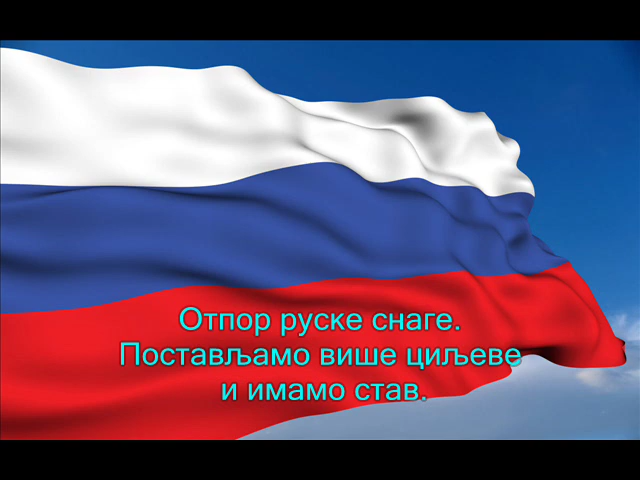 Отпор руске снаге.
Постављамо више циљеве
и имамо став.